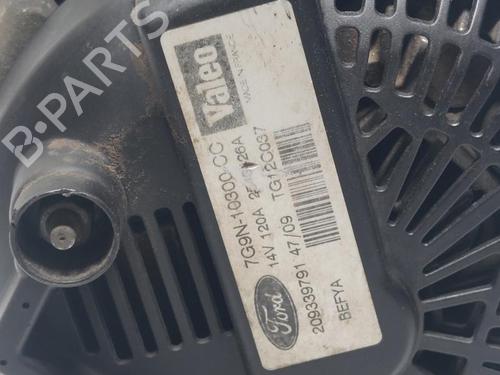 Valeo
MADE IN FRANCE
7G9N-10300-CC
14V 120A
TG12C037
209339791 47/09
BEFYA
Ford
B-PARTS